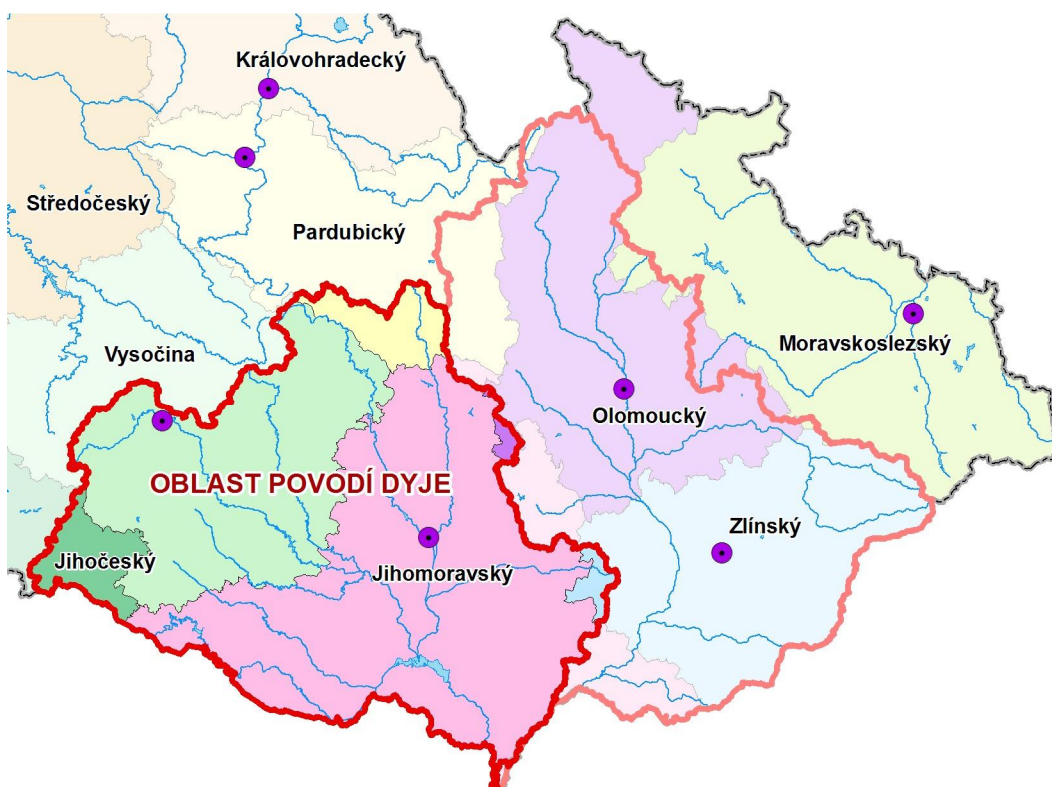 Královohradecký
Středočeský
Pardubický
Vysočina
Moravskoslezský
Olomoucký
OBLAST POVODÍ DYJE
Zlínský
Jihočeský
Jihomoravský